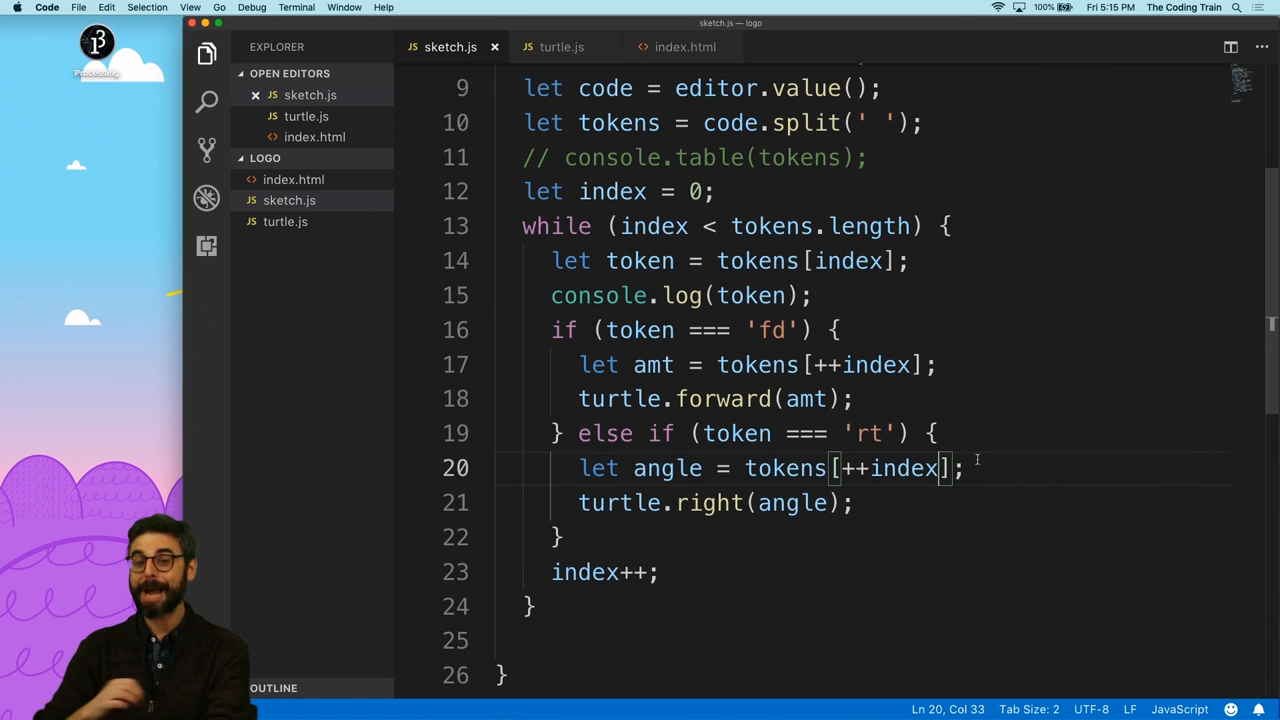 Code File Edit Selection View Go Debug Terminal Window Help 100% Fri 5:15 PM The Coding Train
sketch.js — logo
Processing
EXPLORER
OPEN EDITORS
sketch.js
turtle.js
index.html
LOGO
index.html
sketch.js
turtle.js
OUTLINE
sketch.js turtle.js index.html
9 let code = editor.value();
10 let tokens = code.split(' ');
11 // console.table(tokens);
12 let index = 0;
13 while (index < tokens.length) {
14 let token = tokens[index];
15 console.log(token);
16 if (token === 'fd') {
17 let amt = tokens[++index];
18 turtle.forward(amt);
19 } else if (token === 'rt') {
20 let angle = tokens[++index];
21 turtle.right(angle);
22 }
23 index++;
24 }
25
26 }
Ln 20, Col 33 Tab Size: 2 UTF-8 LF JavaScript